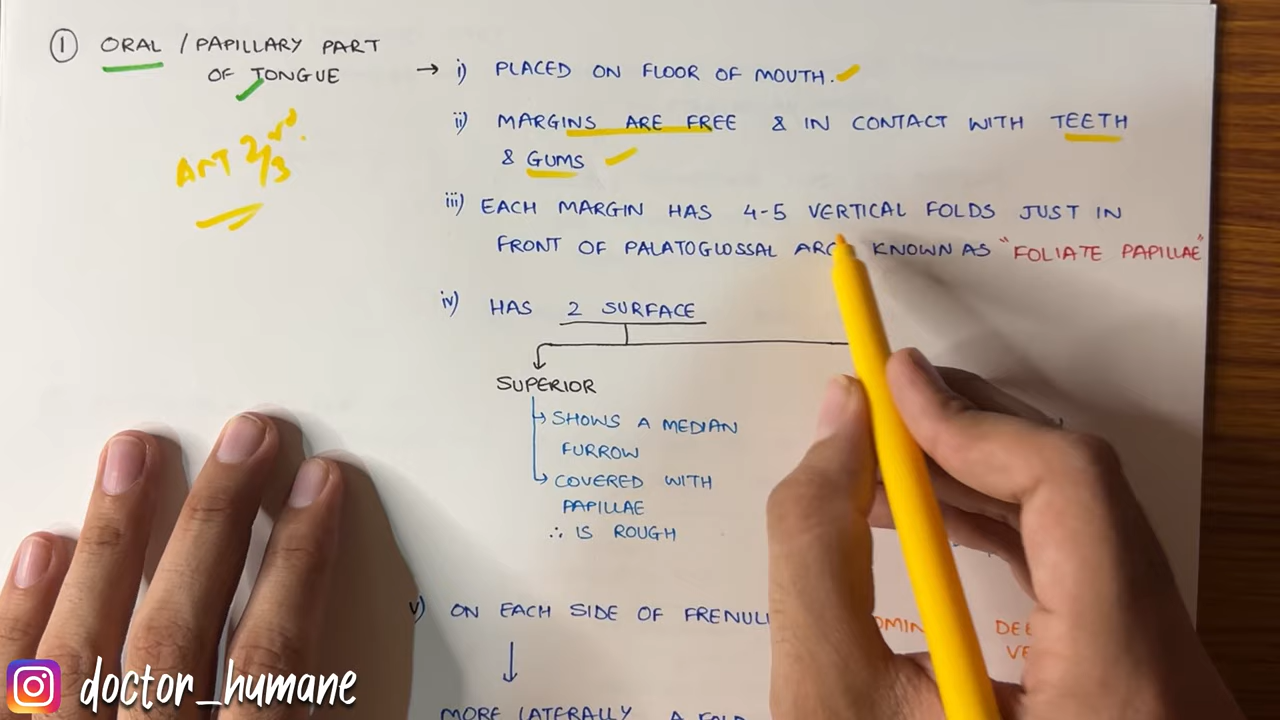 ① ORAL / PAPILLARY PART
OF TONGUE
ANT 2/3rd
→ i) PLACED ON FLOOR OF MOUTH.
ii) MARGINS ARE FREE & IN CONTACT WITH TEETH
& GUMS
iii) EACH MARGIN HAS 4-5 VERTICAL FOLDS JUST IN
FRONT OF PALATOGLOSSAL KNOWN AS "FOLIATE PAPILLAE"
iv) HAS 2 SURFACE
SUPERIOR
SHOWS A MEDIAN
FURROW
COVERED WITH
PAPILLAE
∴ IS ROUGH
v) ON EACH SIDE OF
MORE LATERALLY A FOLD
doctor_humane